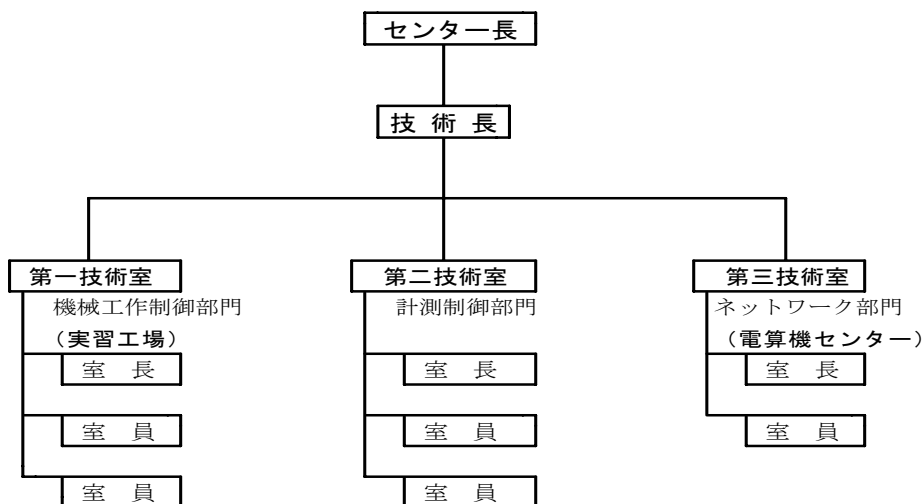 センター長
技 術 長
第一技術室
機械工作制御部門
(実習工場)
室 長
室 員
室 員
第二技術室
計測制御部門
室 長
室 員
室 員
第三技術室
ネットワーク部門
(電算機センター)
室 長
室 員